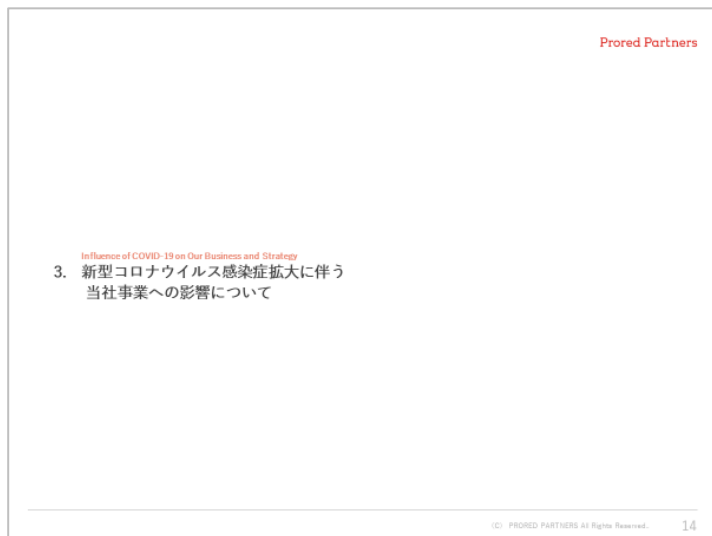 Prored Partners
Influence of COVID-19 on Our Business and Strategy
3. 新型コロナウイルス感染症拡大に伴う
当社事業への影響について
(C) PRORED PARTNERS All Rights Reserved.
14